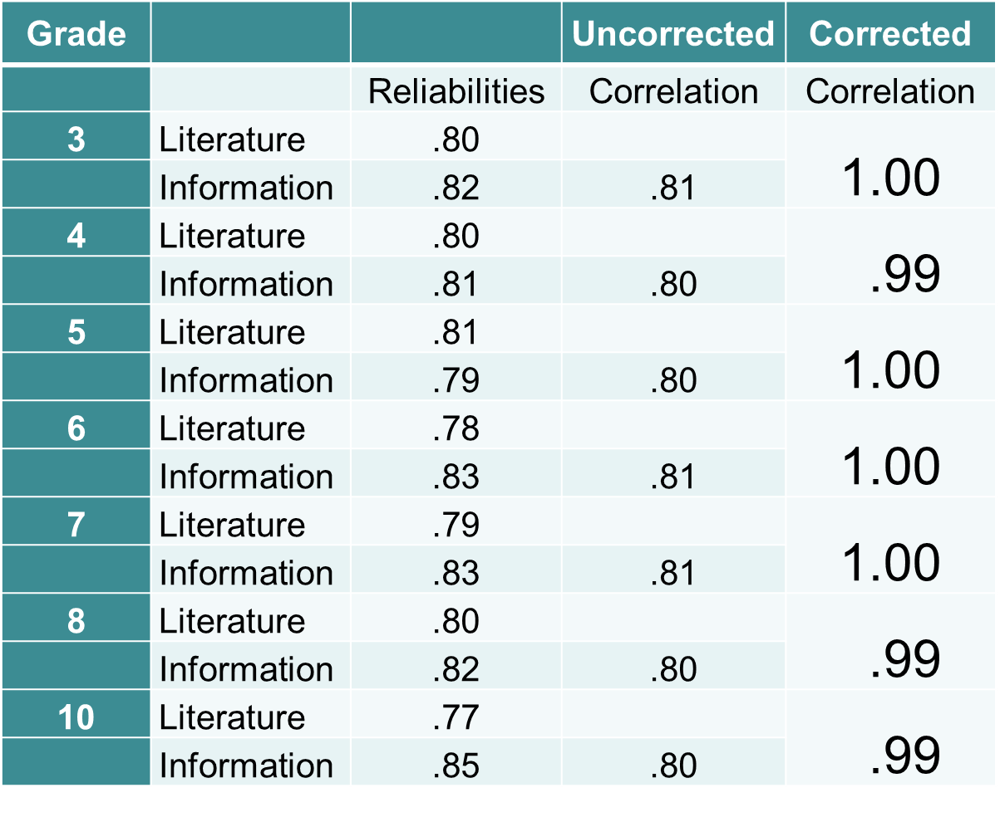 Grade Uncorrected Corrected
Reliabilities Correlation Correlation
3 Literature .80
Information .82 .81 1.00
4 Literature .80
Information .81 .80 .99
5 Literature .81
Information .79 .80 1.00
6 Literature .78
Information .83 .81 1.00
7 Literature .79
Information .83 .81 1.00
8 Literature .80
Information .82 .80 .99
10 Literature .77
Information .85 .80 .99